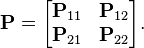 𝐏 = [ 𝐏₁₁ 𝐏₁₂
𝐏₂₁ 𝐏₂₂ ].